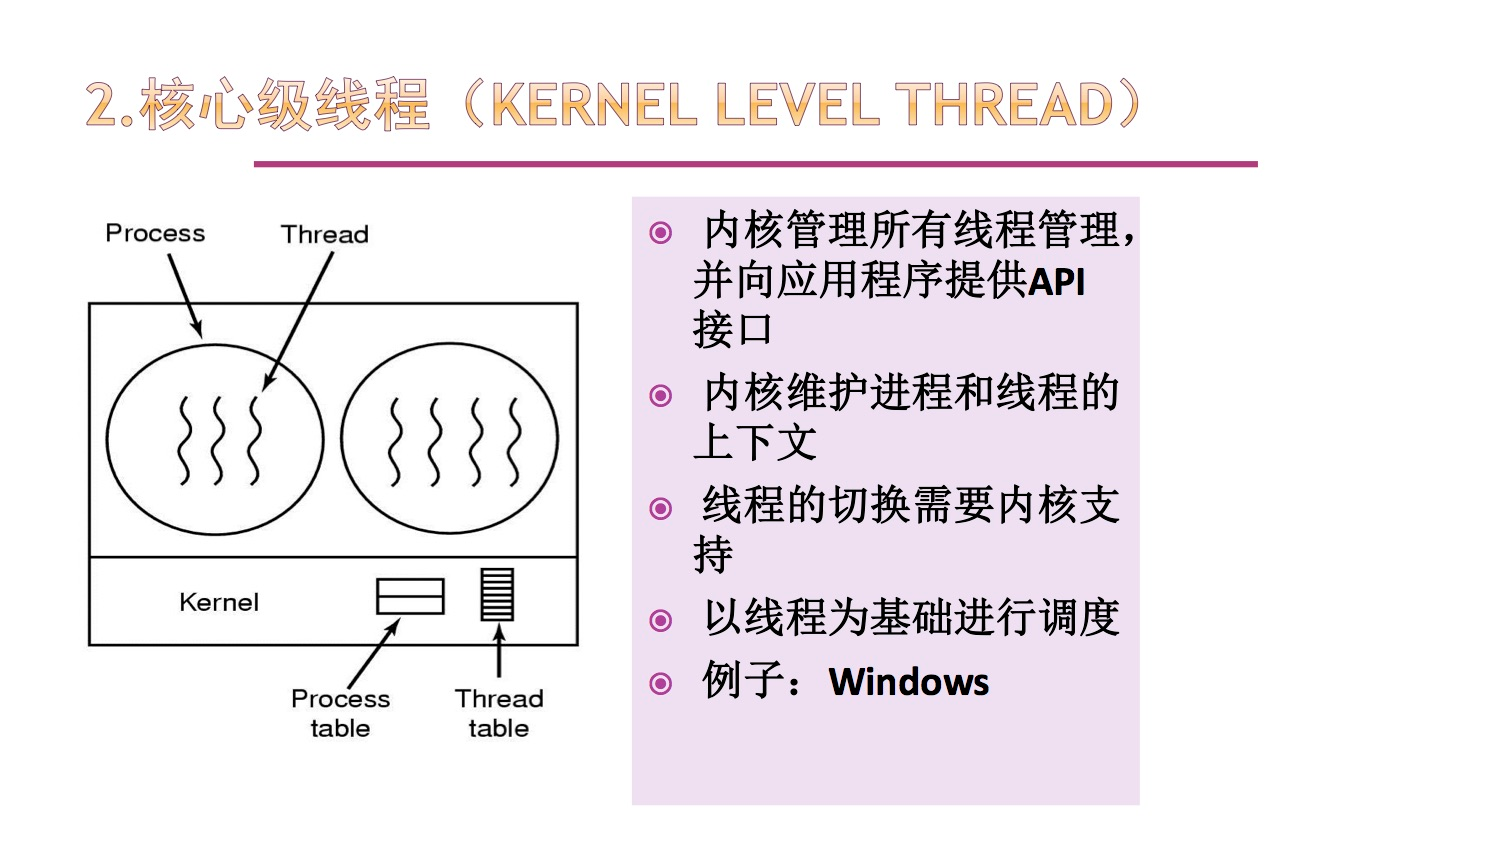 2.核心级线程（KERNEL LEVEL THREAD）
Process
Thread
Kernel
Process
table
Thread
table
内核管理所有线程管理，
并向应用程序提供API
接口
内核维护进程和线程的
上下文
线程的切换需要内核支
持
以线程为基础进行调度
例子：Windows